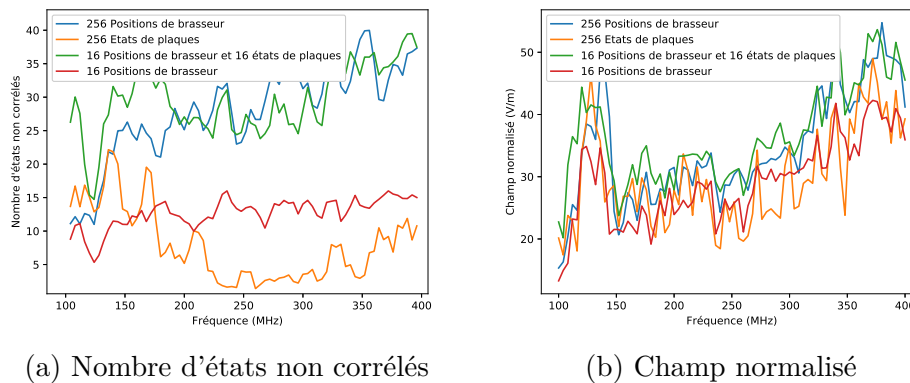 256 Positions de brasseur
256 Etats de plaques
16 Positions de brasseur et 16 états de plaques
16 Positions de brasseur
Nombre d'états non corrélés
40
35
30
25
20
15
10
5
100 150 200 250 300 350 400
Fréquence (MHz)
(a) Nombre d'états non corrélés
256 Positions de brasseur
256 Etats de plaques
16 Positions de brasseur et 16 états de plaques
16 Positions de brasseur
Champ normalisé (V/m)
50
40
30
20
100 150 200 250 300 350 400
Fréquence (MHz)
(b) Champ normalisé